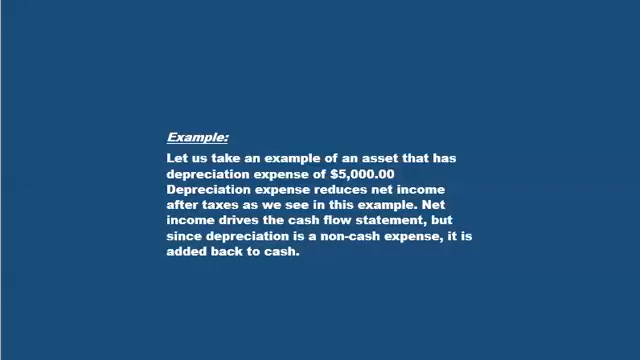 Example:
Let us take an example of an asset that has
depreciation expense of $5,000.00
Depreciation expense reduces net income
after taxes as we see in this example. Net
income drives the cash flow statement, but
since depreciation is a non-cash expense, it is
added back to cash.